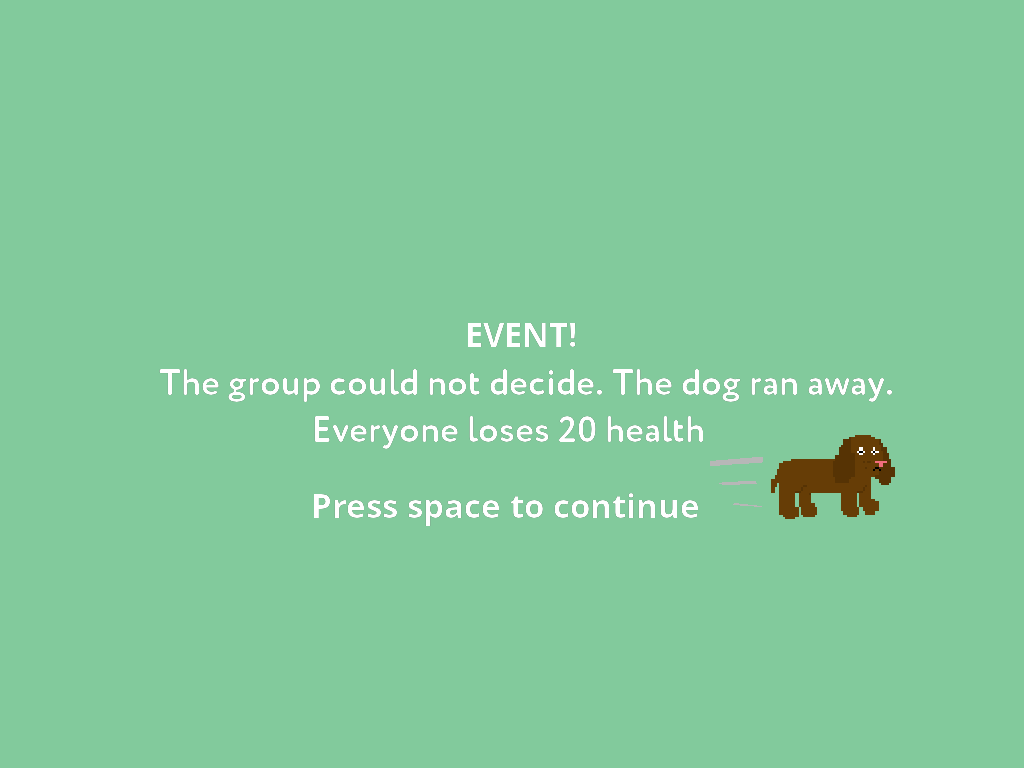 EVENT!
The group could not decide. The dog ran away.
Everyone loses 20 health
Press space to continue